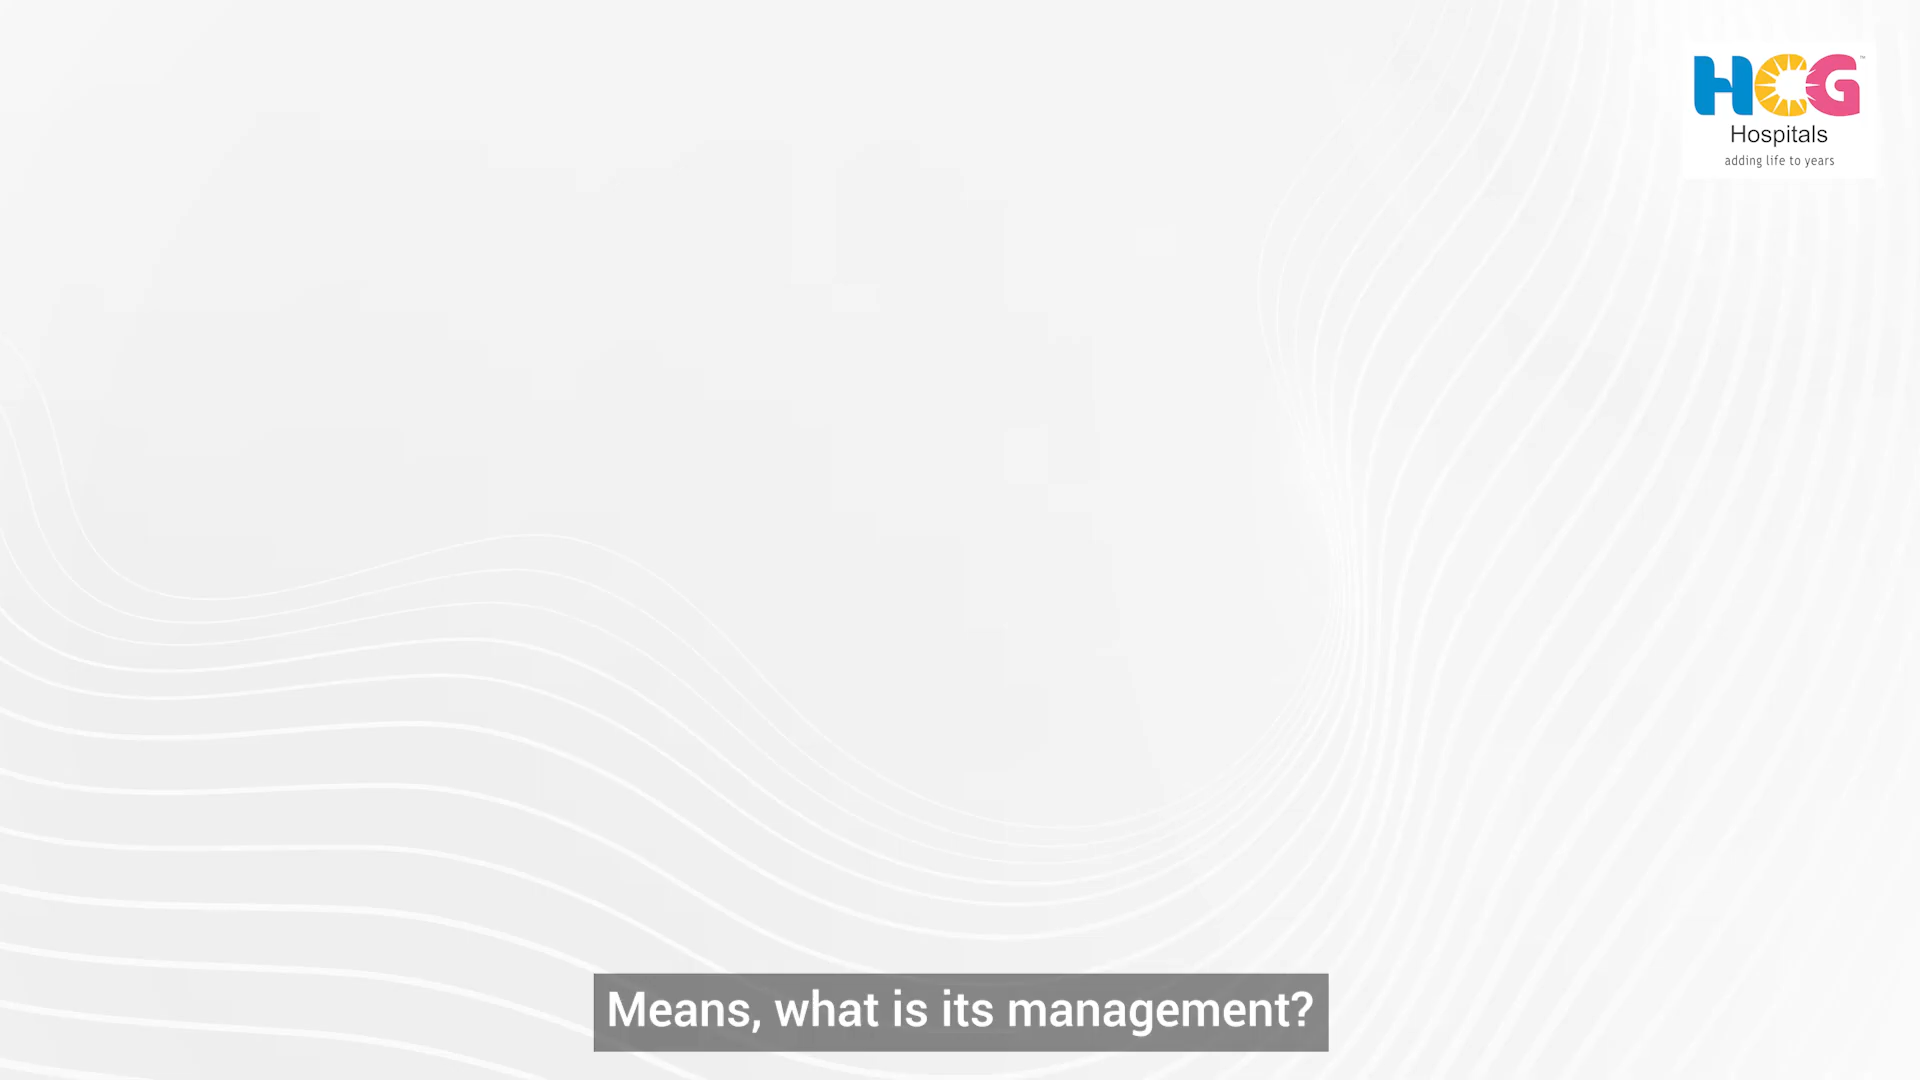 HCG
Hospitals
adding life to years
Means, what is its management?